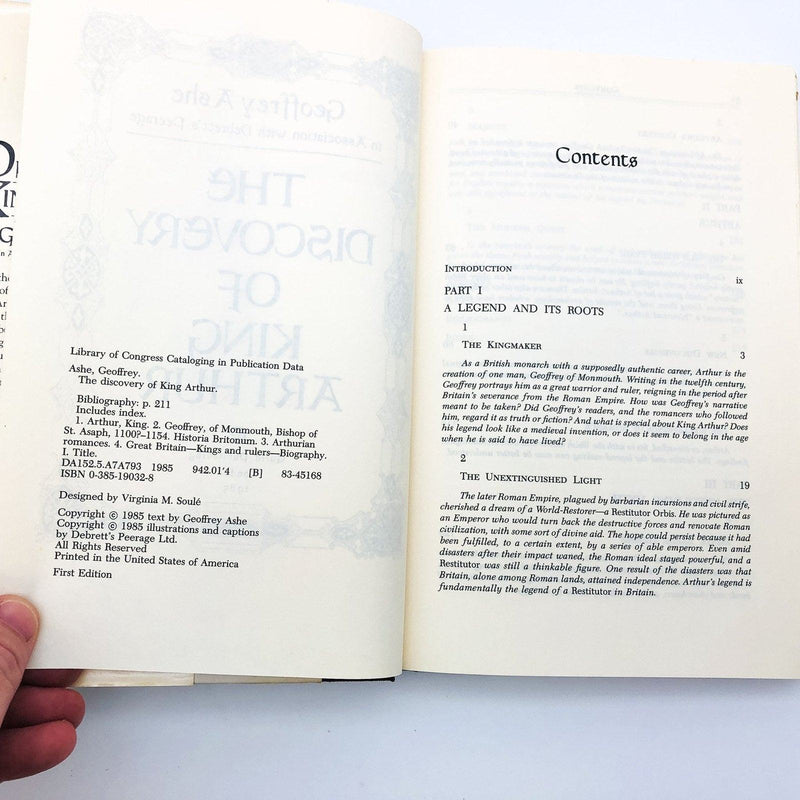 Library of Congress Cataloging in Publication Data
Ashe, Geoffrey.
The discovery of King Arthur.
Bibliography: p. 211
Includes index.
1. Arthur, King. 2. Geoffrey, of Monmouth, Bishop of
St. Asaph, 1100?–1154. Historia Britonum. 3. Arthurian
romances. 4. Great Britain—Kings and rulers—Biography.
I. Title.
DA152.5.A7A793 1985 942.01'4 [B] 83-45168
ISBN 0-385-19032-8
Designed by Virginia M. Soulé
Copyright © 1985 text by Geoffrey Ashe
Copyright © 1985 illustrations and captions
by Debrett's Peerage Ltd.
All Rights Reserved
Printed in the United States of America
First Edition
Contents
INTRODUCTION ix
PART I
A LEGEND AND ITS ROOTS
1
THE KINGMAKER 3
As a British monarch with a supposedly authentic career, Arthur is the
creation of one man, Geoffrey of Monmouth. Writing in the twelfth century,
Geoffrey portrays him as a great warrior and ruler, reigning in the period after
Britain's severance from the Roman Empire. How was Geoffrey's narrative
meant to be taken? Did Geoffrey's readers, and the romancers who followed
him, regard it as truth or fiction? And what is special about King Arthur? Does
his legend look like a medieval invention, or does it seem to belong in the age
when he is said to have lived?
2
THE UNEXTINGUISHED LIGHT 19
The later Roman Empire, plagued by barbarian incursions and civil strife,
cherished a dream of a World-Restorer—a Restitutor Orbis. He was pictured as
an Emperor who would turn back the destructive forces and renovate Roman
civilization, with some sort of divine aid. The hope could persist because it had
been fulfilled, to a certain extent, by a series of able emperors. Even amid
disasters after their impact waned, the Roman ideal stayed powerful, and a
Restitutor was still a thinkable figure. One result of the disasters was that
Britain, alone among Roman lands, attained independence. Arthur's legend is
fundamentally the legend of a Restitutor in Britain.